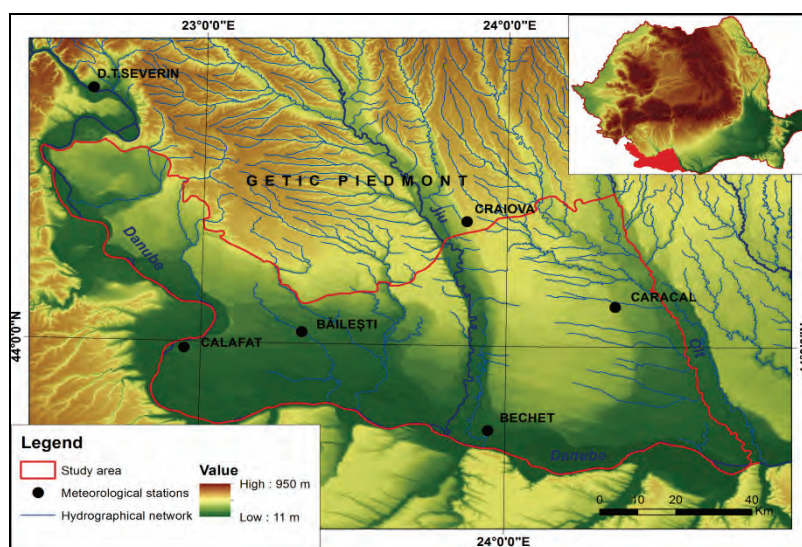 23°0'0"E
24°0'0"E
D.T.SEVERIN
GETIC PIEDMONT
Jiu
CRAIOVA
Danube
CARACAL
BĂILEȘTI
44°0'0"N
CALAFAT
Olt
BECHET
Danube
Legend
Study area
Meteorological stations
Hydrographical network
Value
High : 950 m
Low : 11 m
0 10 20 30 40
Km
24°0'0"E